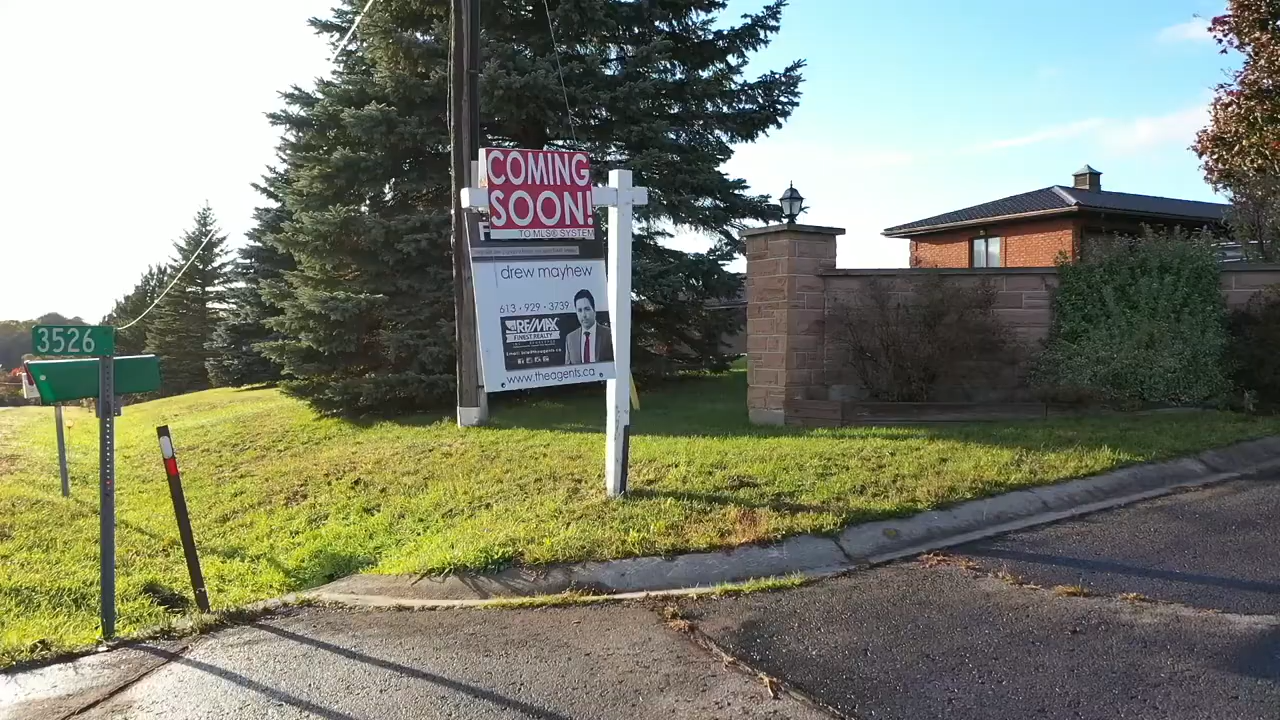 3526
COMING
SOON!
TO MLS® SYSTEM
drew mayhew
613 • 929 • 3739
RE/MAX
FINEST REALTY
www.theagents.ca